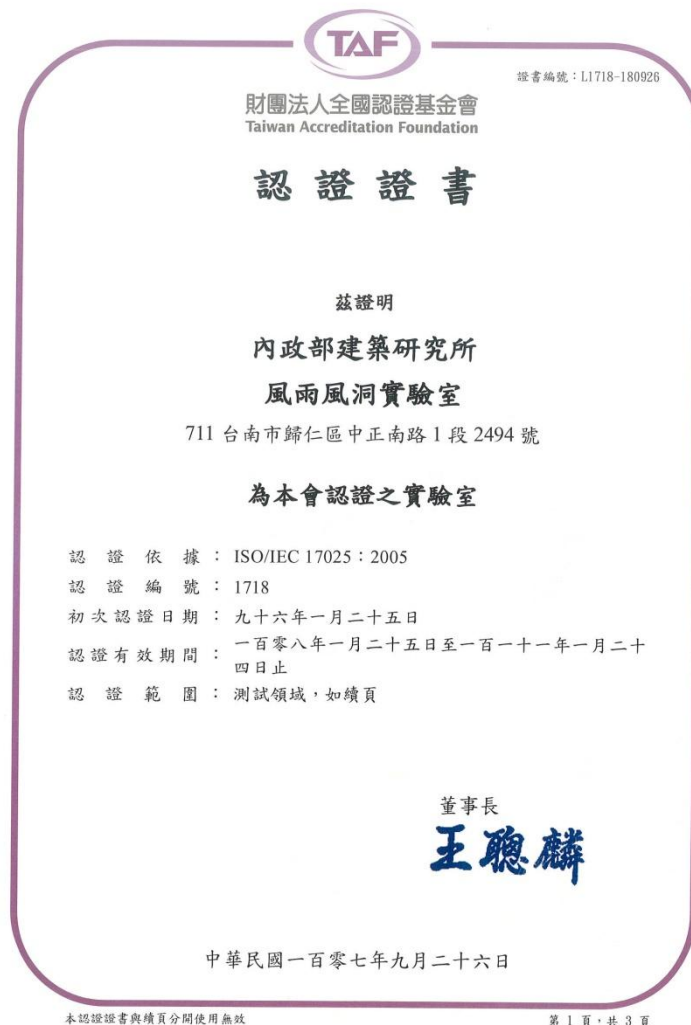 TAF
證書編號：L1718-180926
財團法人全國認證基金會
Taiwan Accreditation Foundation
認證證書
茲證明
內政部建築研究所
風雨風洞實驗室
711 台南市歸仁區中正南路 1 段 2494 號
為本會認證之實驗室
認證依據：ISO/IEC 17025：2005
認證編號：1718
初次認證日期：九十六年一月二十五日
認證有效期間：一百零八年一月二十五日至一百一十一年一月二十
四日止
認證範圍：測試領域，如續頁
董事長
王聰麟
中華民國一百零七年九月二十六日
本認證證書與續頁分開使用無效
第 1 頁，共 3 頁